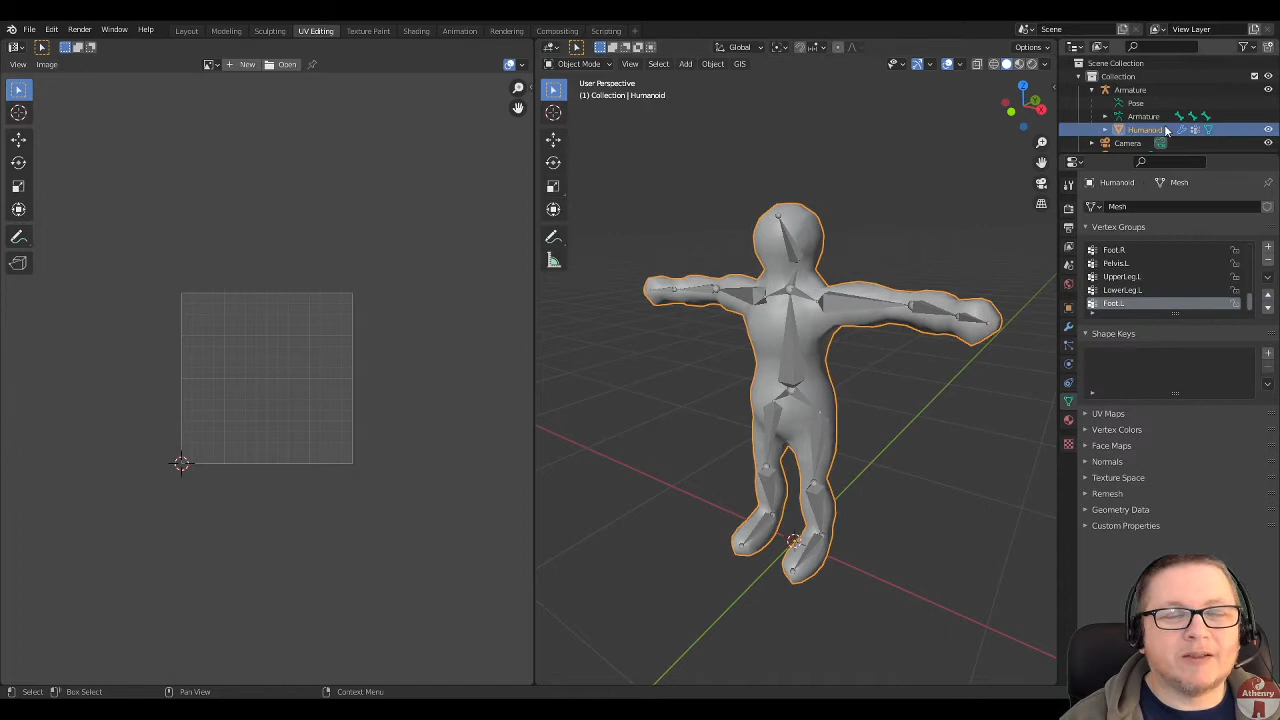 File Edit Render Window Help Layout Modeling Sculpting UV Editing Texture Paint Shading Animation Rendering Compositing Scripting Scene View Layer
Global Options
View Image New Open Object Mode View Select Add Object GIS
Scene Collection
Collection
Armature
Pose
Armature
Humanoid
Camera
User Perspective
(1) Collection | Humanoid
Humanoid Mesh
Mesh
Vertex Groups
Foot.R
Pelvis.L
UpperLeg.L
LowerLeg.L
Foot.L
Shape Keys
UV Maps
Vertex Colors
Face Maps
Normals
Texture Space
Remesh
Geometry Data
Custom Properties
Select Box Select Pan View Context Menu
Athenry